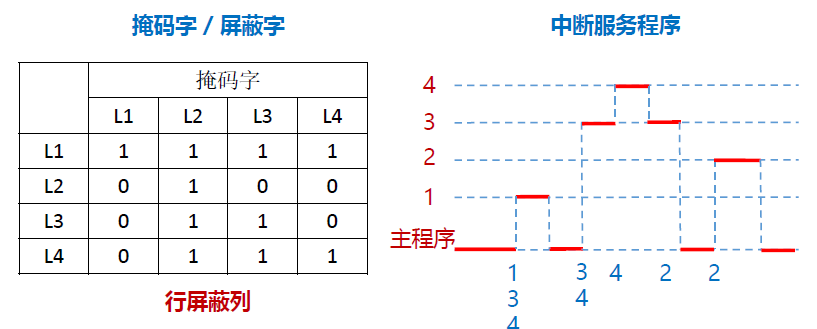 掩码字 / 屏蔽字
掩码字
L1 L2 L3 L4
L1 1 1 1 1
L2 0 1 0 0
L3 0 1 1 0
L4 0 1 1 1
行屏蔽列
中断服务程序
4
3
2
1
主程序
1 3 4 2 2
3 4
4